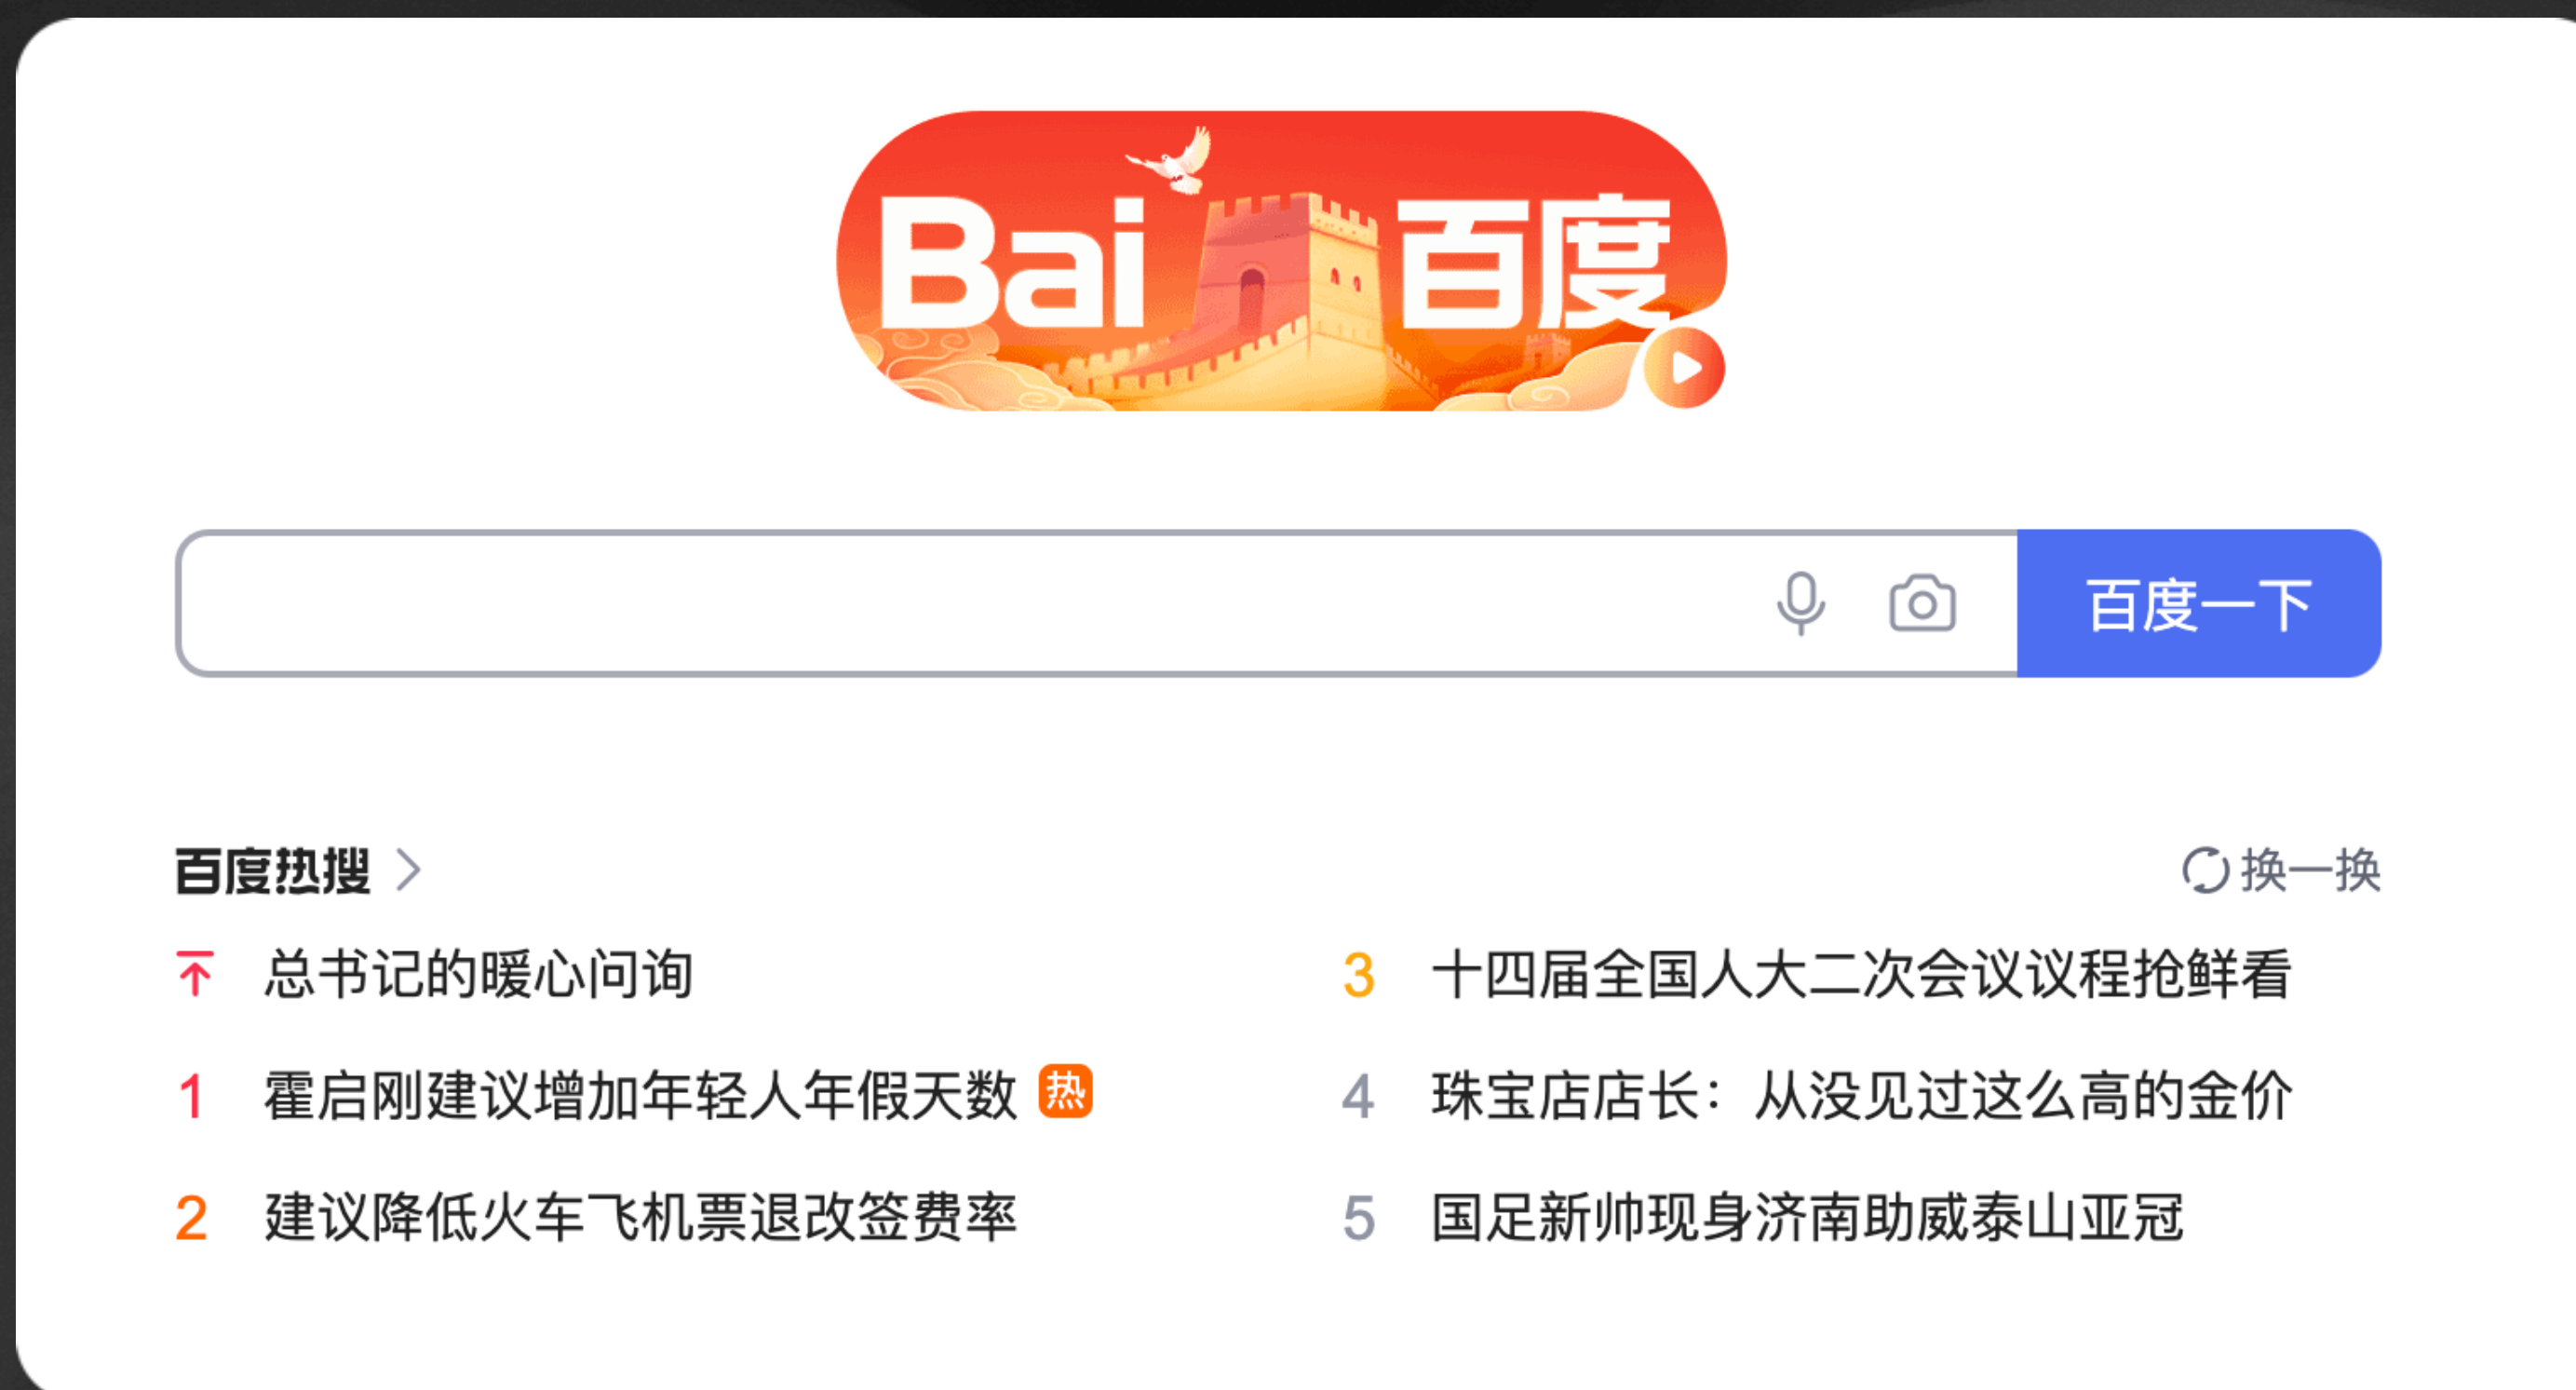 Bai 百度
百度一下
百度热搜
换一换
总书记的暖心问询
1 霍启刚建议增加年轻人年假天数 热
2 建议降低火车飞机票退改签费率
3 十四届全国人大二次会议议程抢鲜看
4 珠宝店店长：从没见过这么高的金价
5 国足新帅现身济南助威泰山亚冠